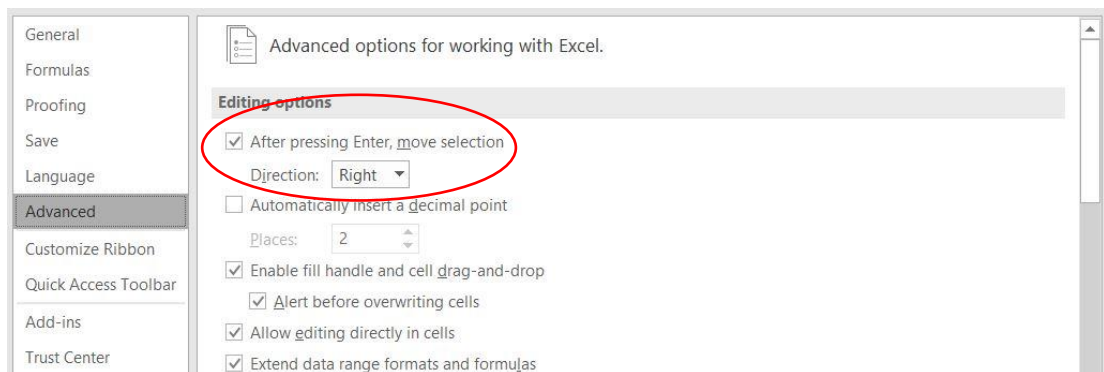 General
Formulas
Proofing
Save
Language
Advanced
Customize Ribbon
Quick Access Toolbar
Add-ins
Trust Center
Advanced options for working with Excel.
Editing options
After pressing Enter, move selection
Direction: Right
Automatically insert a decimal point
Places: 2
Enable fill handle and cell drag-and-drop
Alert before overwriting cells
Allow editing directly in cells
Extend data range formats and formulas